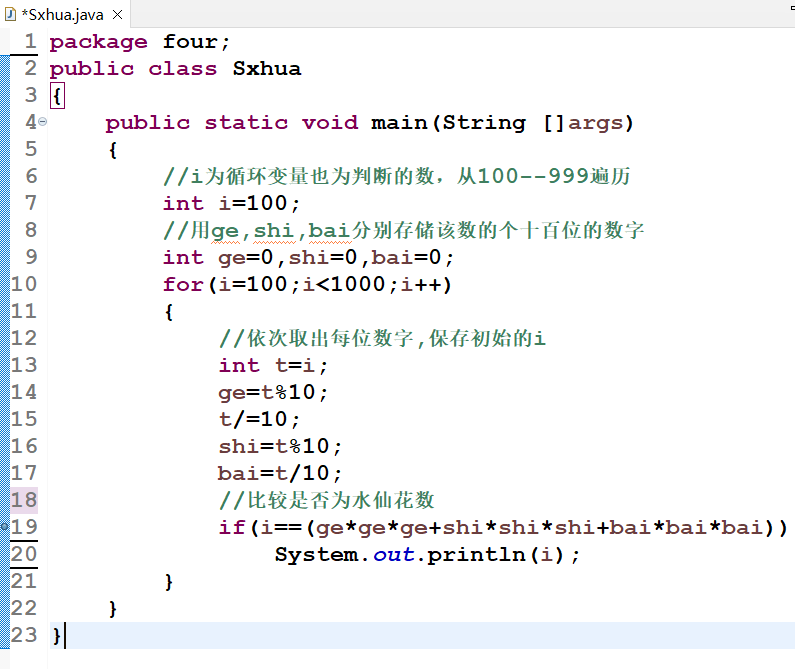 *Sxhua.java
1 package four;
2 public class Sxhua
3 {
4 public static void main(String []args)
5 {
6 //i为循环变量也为判断的数，从100--999遍历
7 int i=100;
8 //用ge,shi,bai分别存储该数的个十百位的数字
9 int ge=0,shi=0,bai=0;
10 for(i=100;i<1000;i++)
11 {
12 //依次取出每位数字,保存初始的i
13 int t=i;
14 ge=t%10;
15 t/=10;
16 shi=t%10;
17 bai=t/10;
18 //比较是否为水仙花数
19 if(i==(ge*ge*ge+shi*shi*shi+bai*bai*bai))
20 System.out.println(i);
21 }
22 }
23 }